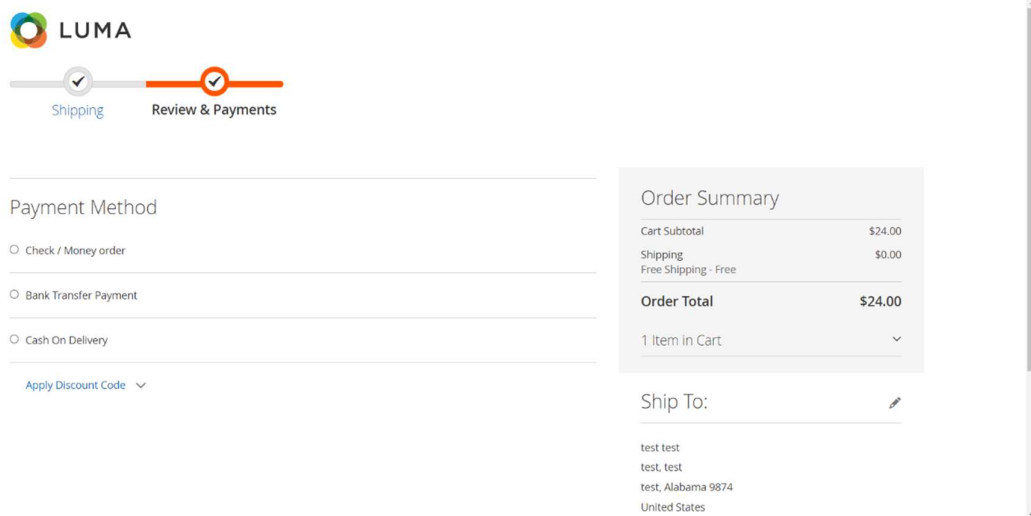 LUMA
Shipping
Review & Payments
Payment Method
Check / Money order
Bank Transfer Payment
Cash On Delivery
Apply Discount Code
Order Summary
Cart Subtotal $24.00
Shipping $0.00
Free Shipping - Free
Order Total $24.00
1 Item in Cart
Ship To:
test test
test, test
test, Alabama 9874
United States